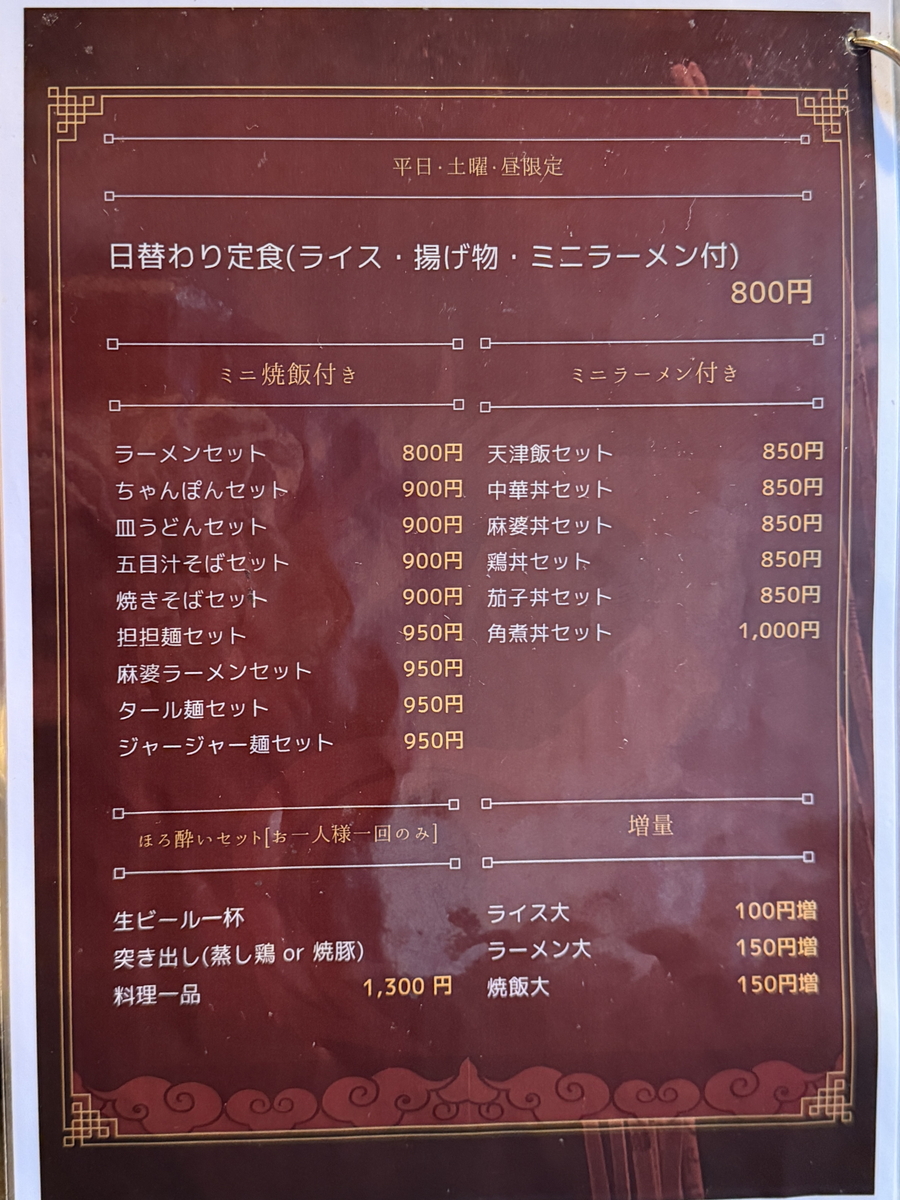 平日・土曜・昼限定
日替わり定食(ライス・揚げ物・ミニラーメン付)
800円
ミニ焼飯付き
ラーメンセット 800円
ちゃんぽんセット 900円
皿うどんセット 900円
五目汁そばセット 900円
焼きそばセット 900円
担担麺セット 950円
麻婆ラーメンセット 950円
タール麺セット 950円
ジャージャー麺セット 950円
ミニラーメン付き
天津飯セット 850円
中華丼セット 850円
麻婆丼セット 850円
鶏丼セット 850円
茄子丼セット 850円
角煮丼セット 1,000円
ほろ酔いセット[お一人様一回のみ]
生ビール一杯
突き出し(蒸し鶏 or 焼豚)
料理一品 1,300 円
増量
ライス大 100円増
ラーメン大 150円増
焼飯大 150円増